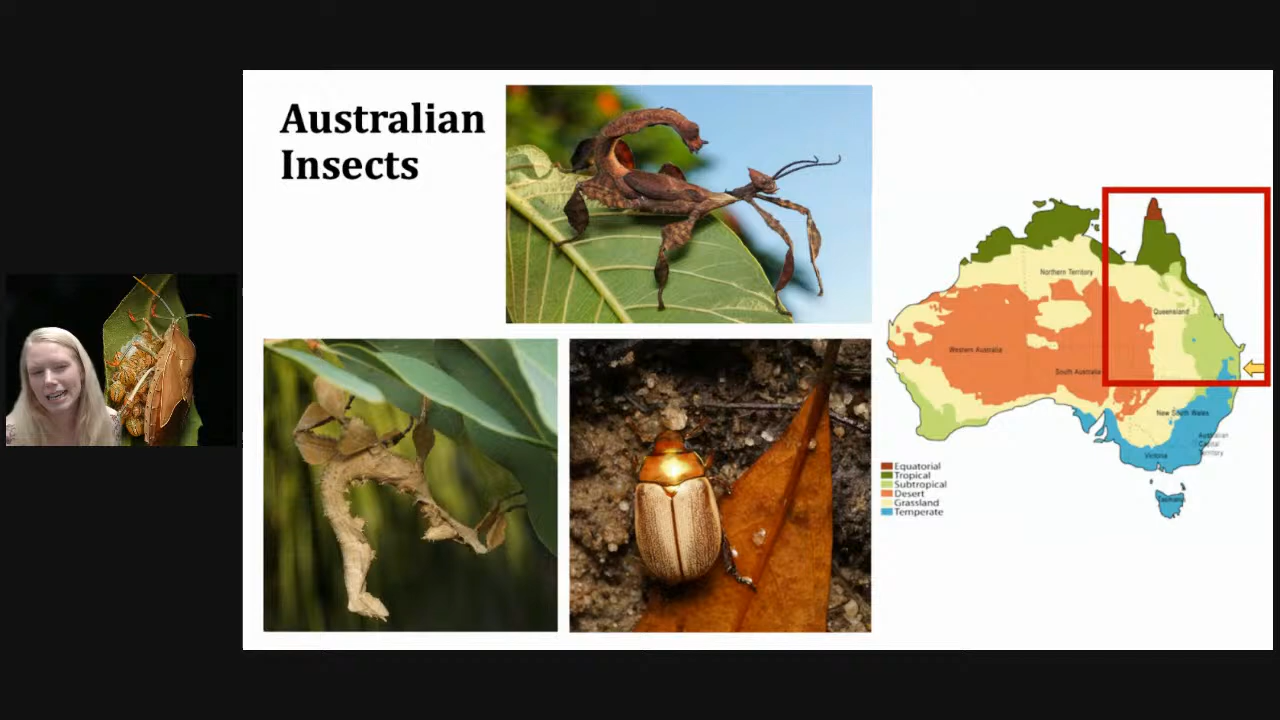 Australian
Insects
Northern Territory
Queensland
Western Australia
South Australia
New South Wales
Australian
Capital
Territory
Victoria
Tasmania
Equatorial
Tropical
Subtropical
Desert
Grassland
Temperate